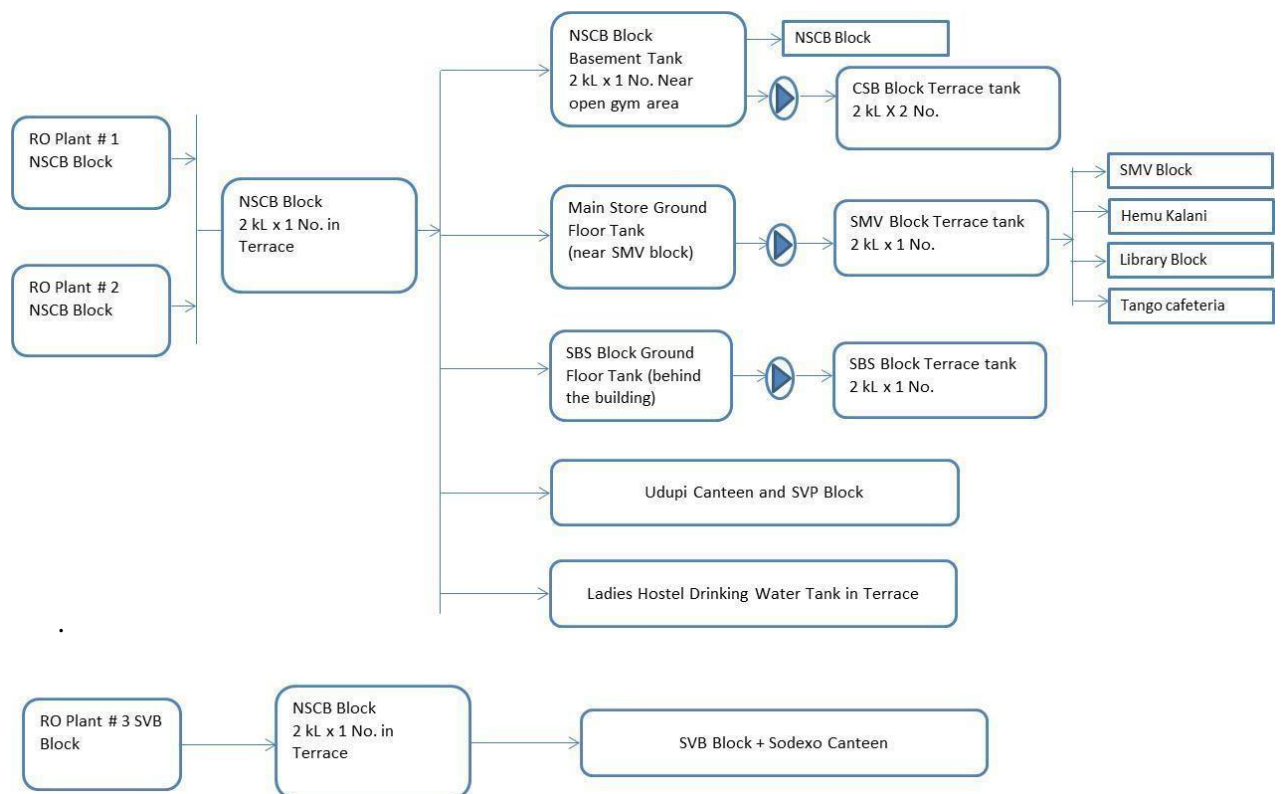 RO Plant # 1
NSCB Block
RO Plant # 2
NSCB Block
NSCB Block
2 kL x 1 No. in
Terrace
NSCB Block
Basement Tank
2 kL x 1 No. Near
open gym area
NSCB Block
CSB Block Terrace tank
2 kL X 2 No.
Main Store Ground
Floor Tank
(near SMV block)
SMV Block Terrace tank
2 kL x 1 No.
SMV Block
Hemu Kalani
Library Block
Tango cafeteria
SBS Block Ground
Floor Tank (behind
the building)
SBS Block Terrace tank
2 kL x 1 No.
Udupi Canteen and SVP Block
Ladies Hostel Drinking Water Tank in Terrace
.
RO Plant # 3 SVB
Block
NSCB Block
2 kL x 1 No. in
Terrace
SVB Block + Sodexo Canteen